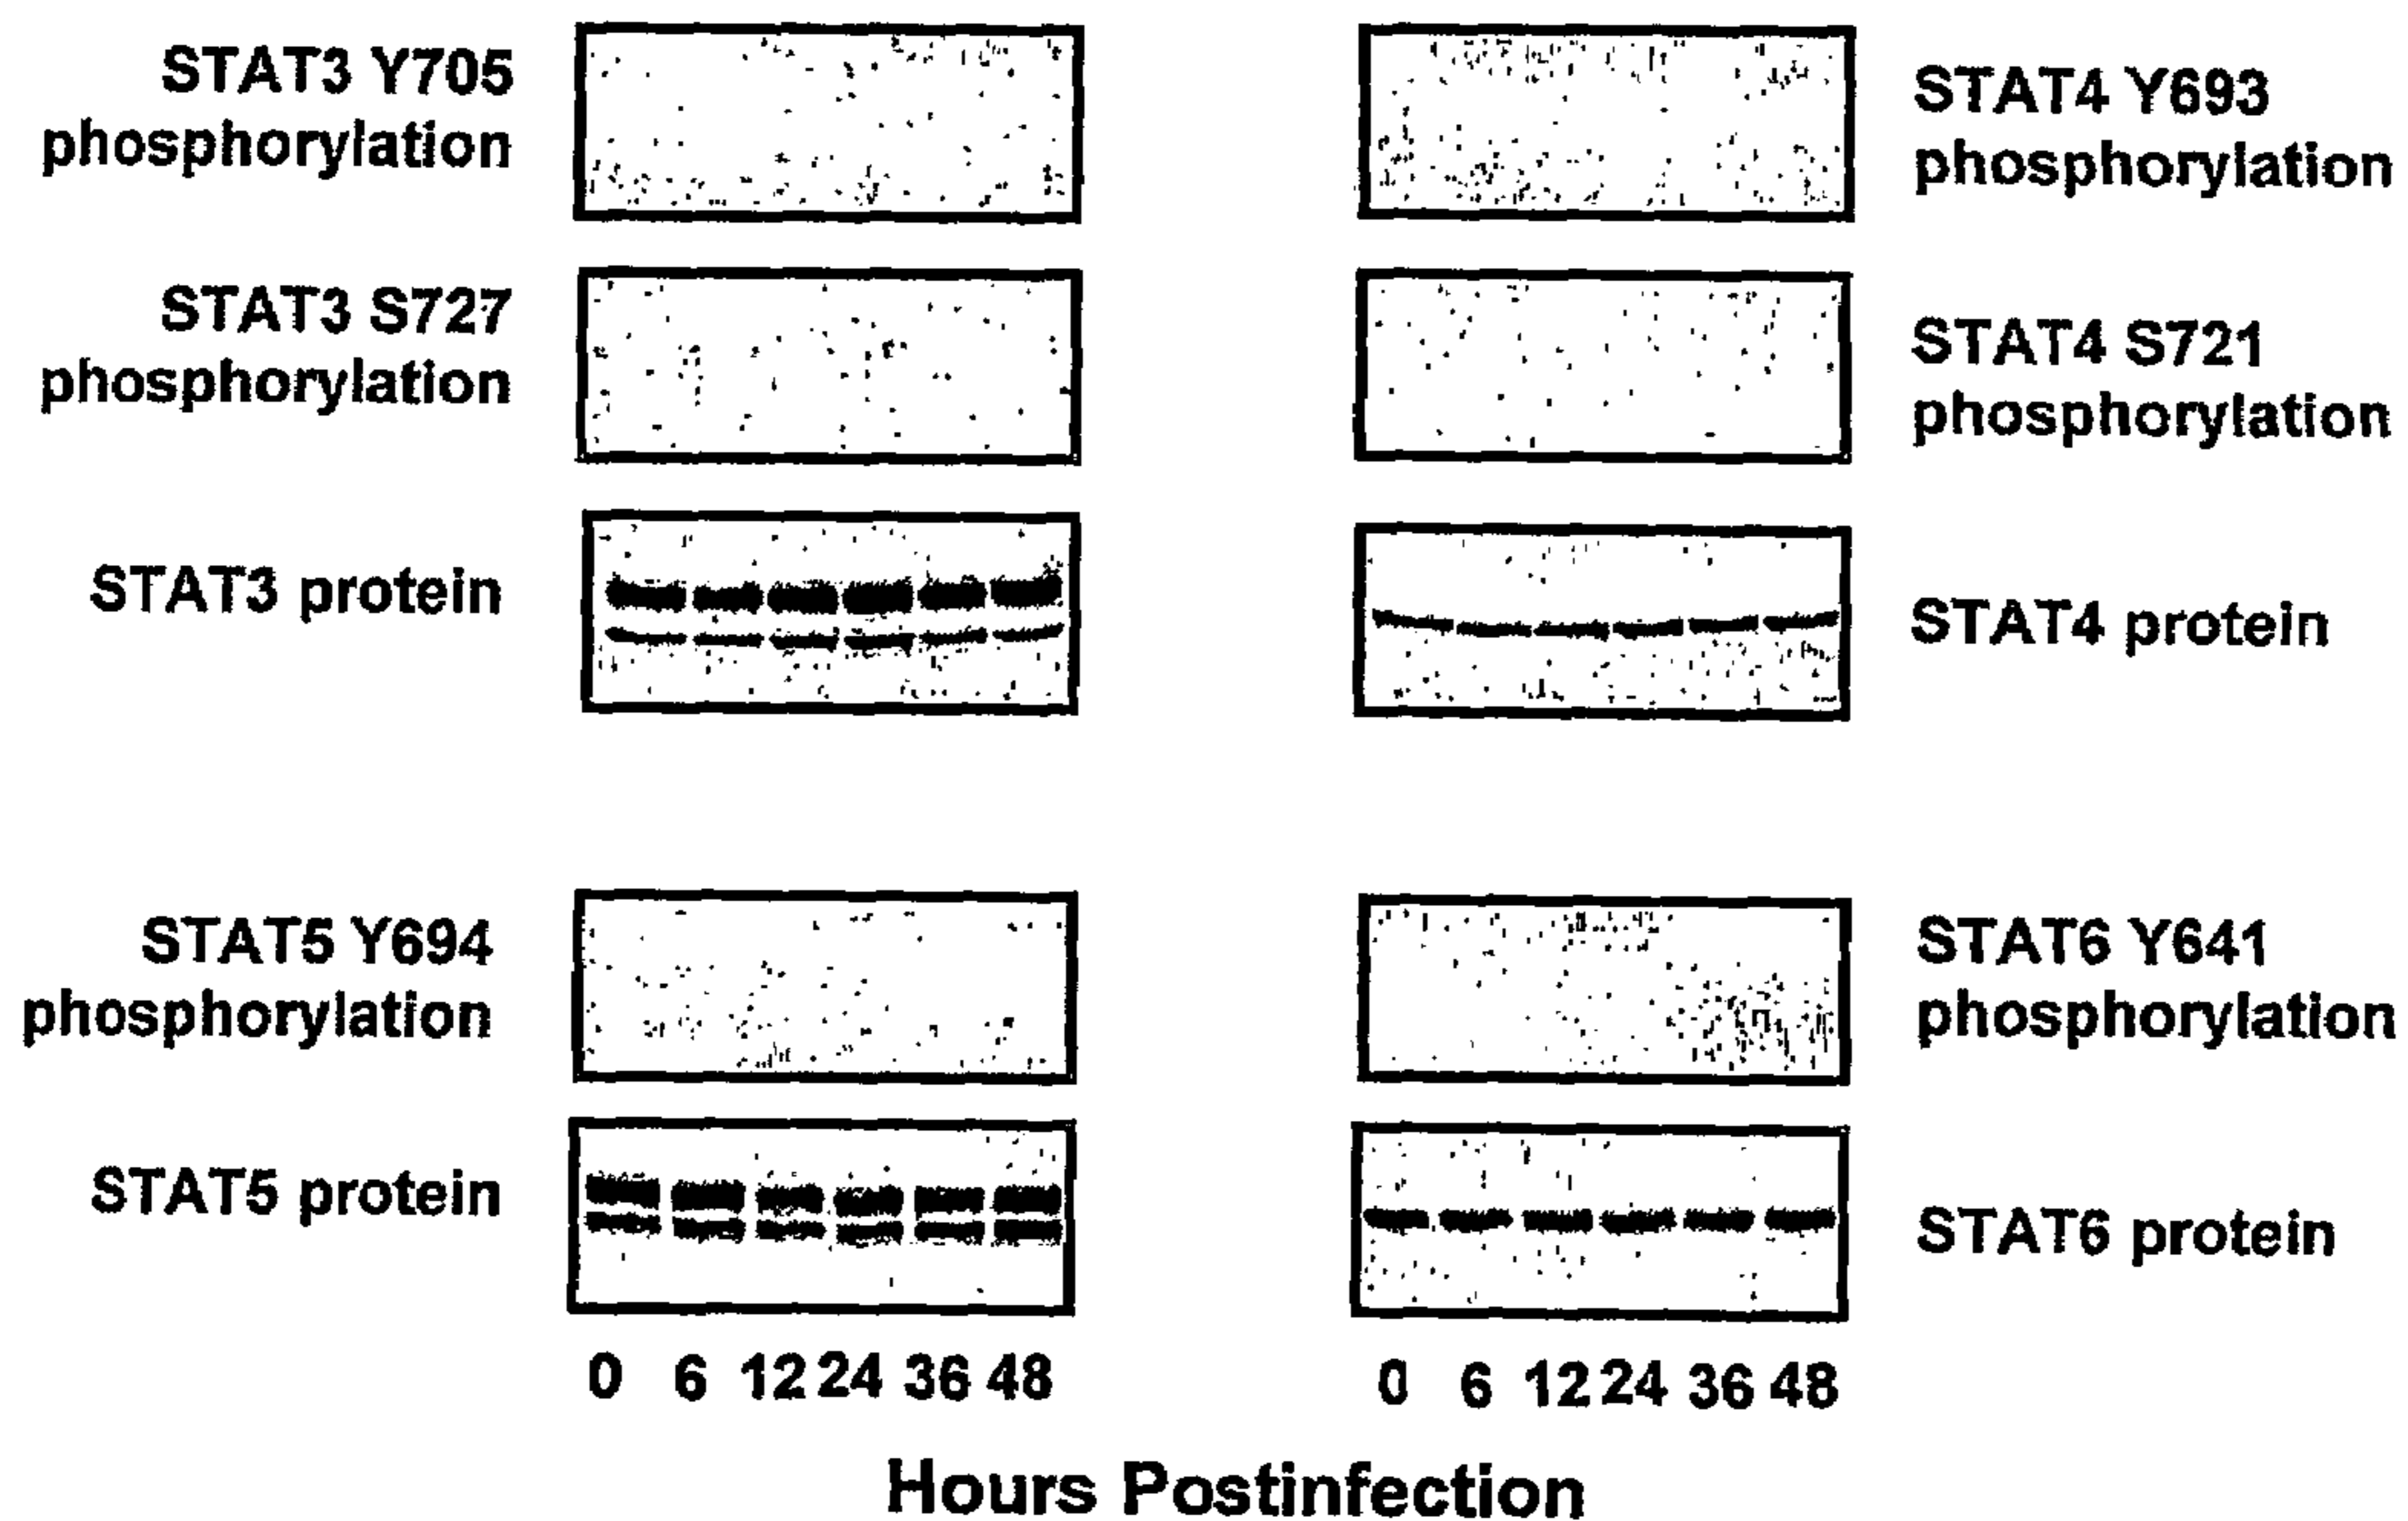 STAT3 Y705
phosphorylation
STAT4 Y693
phosphorylation
STAT3 S727
phosphorylation
STAT4 S721
phosphorylation
STAT3 protein
STAT4 protein
STAT5 Y694
phosphorylation
STAT6 Y641
phosphorylation
STAT5 protein
STAT6 protein
0 6 12 24 36 48
0 6 12 24 36 48
Hours Postinfection